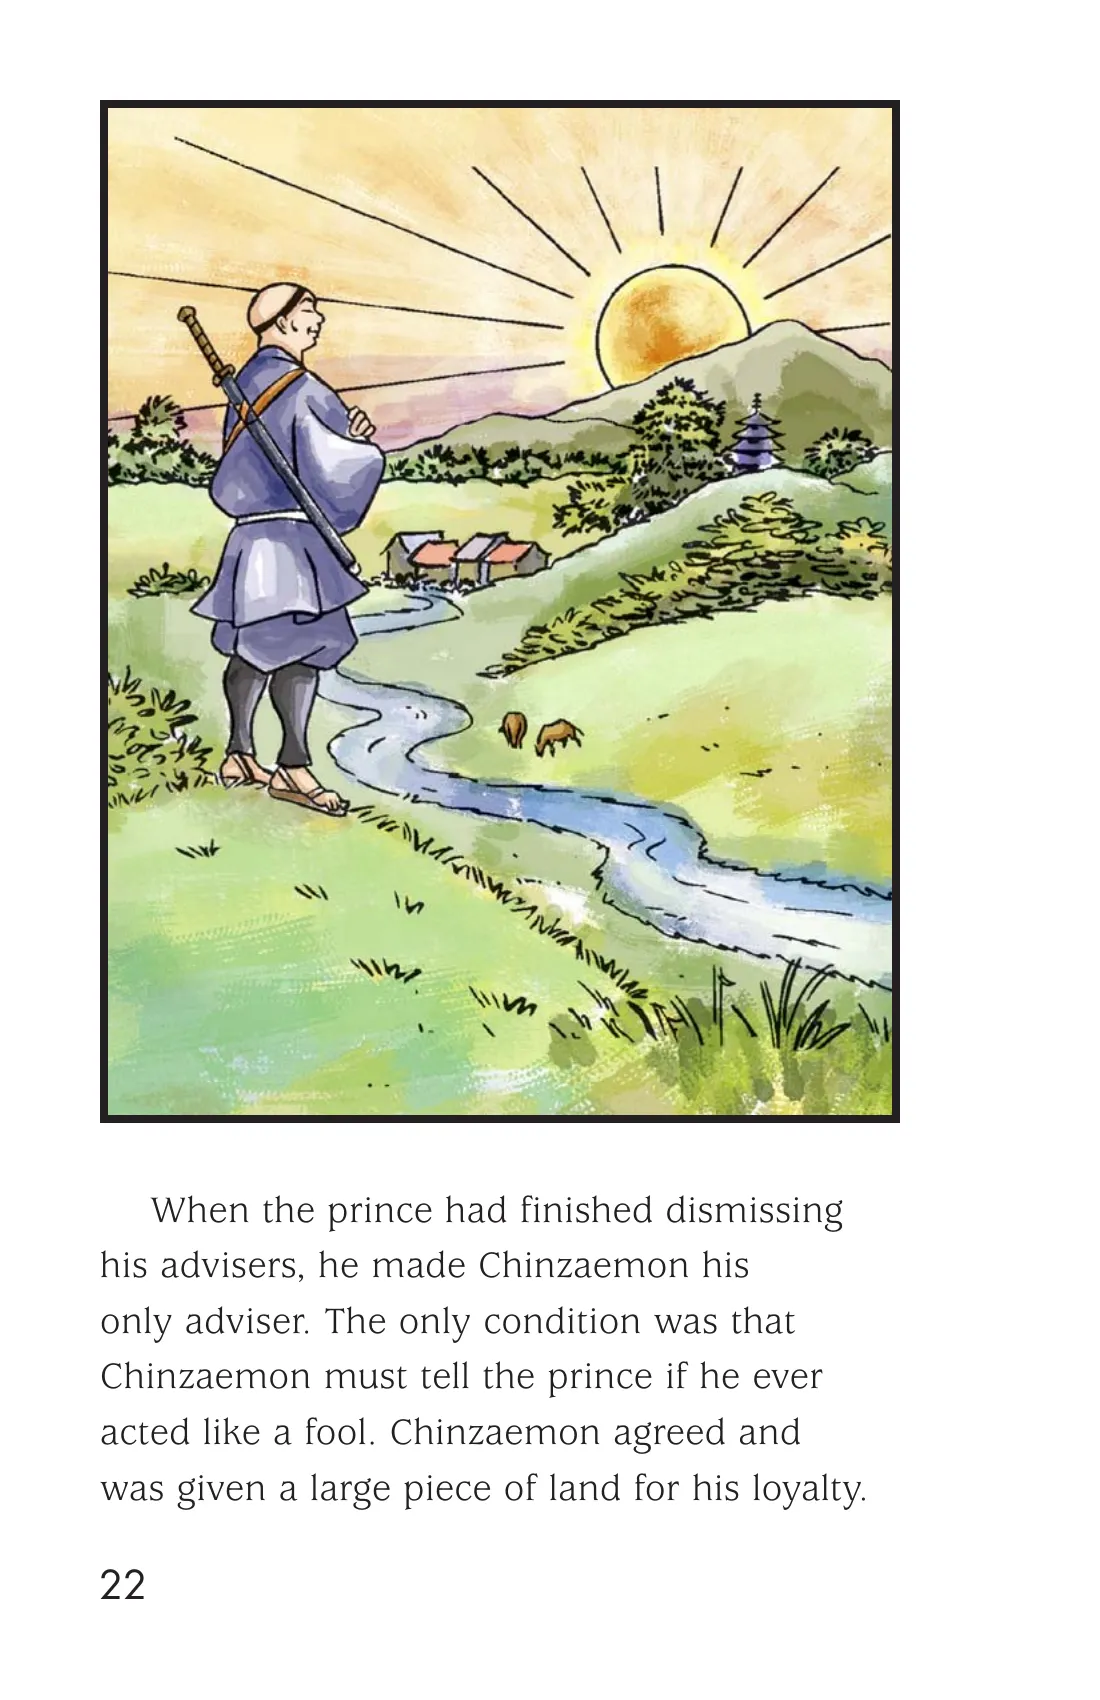 When the prince had finished dismissing
his advisers, he made Chinzaemon his
only adviser. The only condition was that
Chinzaemon must tell the prince if he ever
acted like a fool. Chinzaemon agreed and
was given a large piece of land for his loyalty.
22